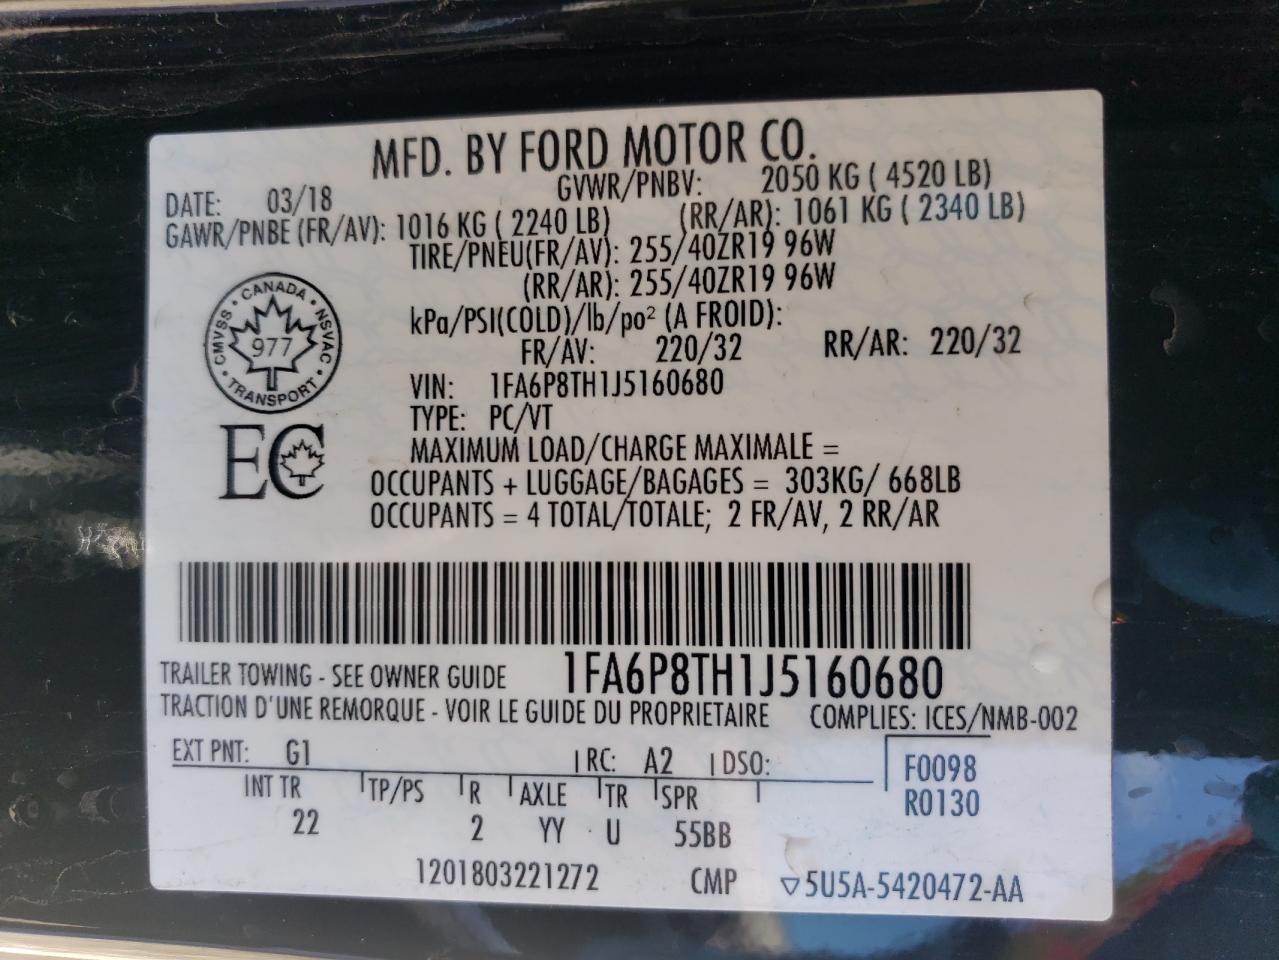 MFD. BY FORD MOTOR CO.
DATE: 03/18 GVWR/PNBV: 2050 KG ( 4520 LB)
GAWR/PNBE (FR/AV): 1016 KG ( 2240 LB) (RR/AR): 1061 KG ( 2340 LB)
TIRE/PNEU(FR/AV): 255/40ZR19 96W
(RR/AR): 255/40ZR19 96W
kPa/PSI(COLD)/lb/po² (A FROID):
FR/AV: 220/32 RR/AR: 220/32
CANADA
CMVSS NSVAC
977
TRANSPORT
VIN: 1FA6P8TH1J5160680
TYPE: PC/VT
EC
MAXIMUM LOAD/CHARGE MAXIMALE =
OCCUPANTS + LUGGAGE/BAGAGES = 303KG/ 668LB
OCCUPANTS = 4 TOTAL/TOTALE; 2 FR/AV, 2 RR/AR
TRAILER TOWING - SEE OWNER GUIDE 1FA6P8TH1J5160680
TRACTION D'UNE REMORQUE - VOIR LE GUIDE DU PROPRIETAIRE COMPLIES: ICES/NMB-002
EXT PNT: G1 RC: A2 DSO: F0098
INT TR TP/PS R AXLE TR SPR R0130
22 2 YY U 55BB
1201803221272 CMP ▽5U5A-5420472-AA